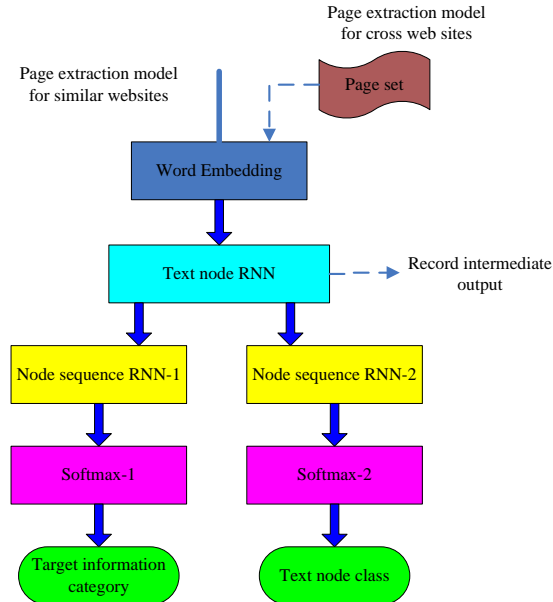 Page extraction model
for cross web sites
Page extraction model
for similar websites
Page set
Word Embedding
Text node RNN
Record intermediate
output
Node sequence RNN-1
Node sequence RNN-2
Softmax-1
Softmax-2
Target information
category
Text node class